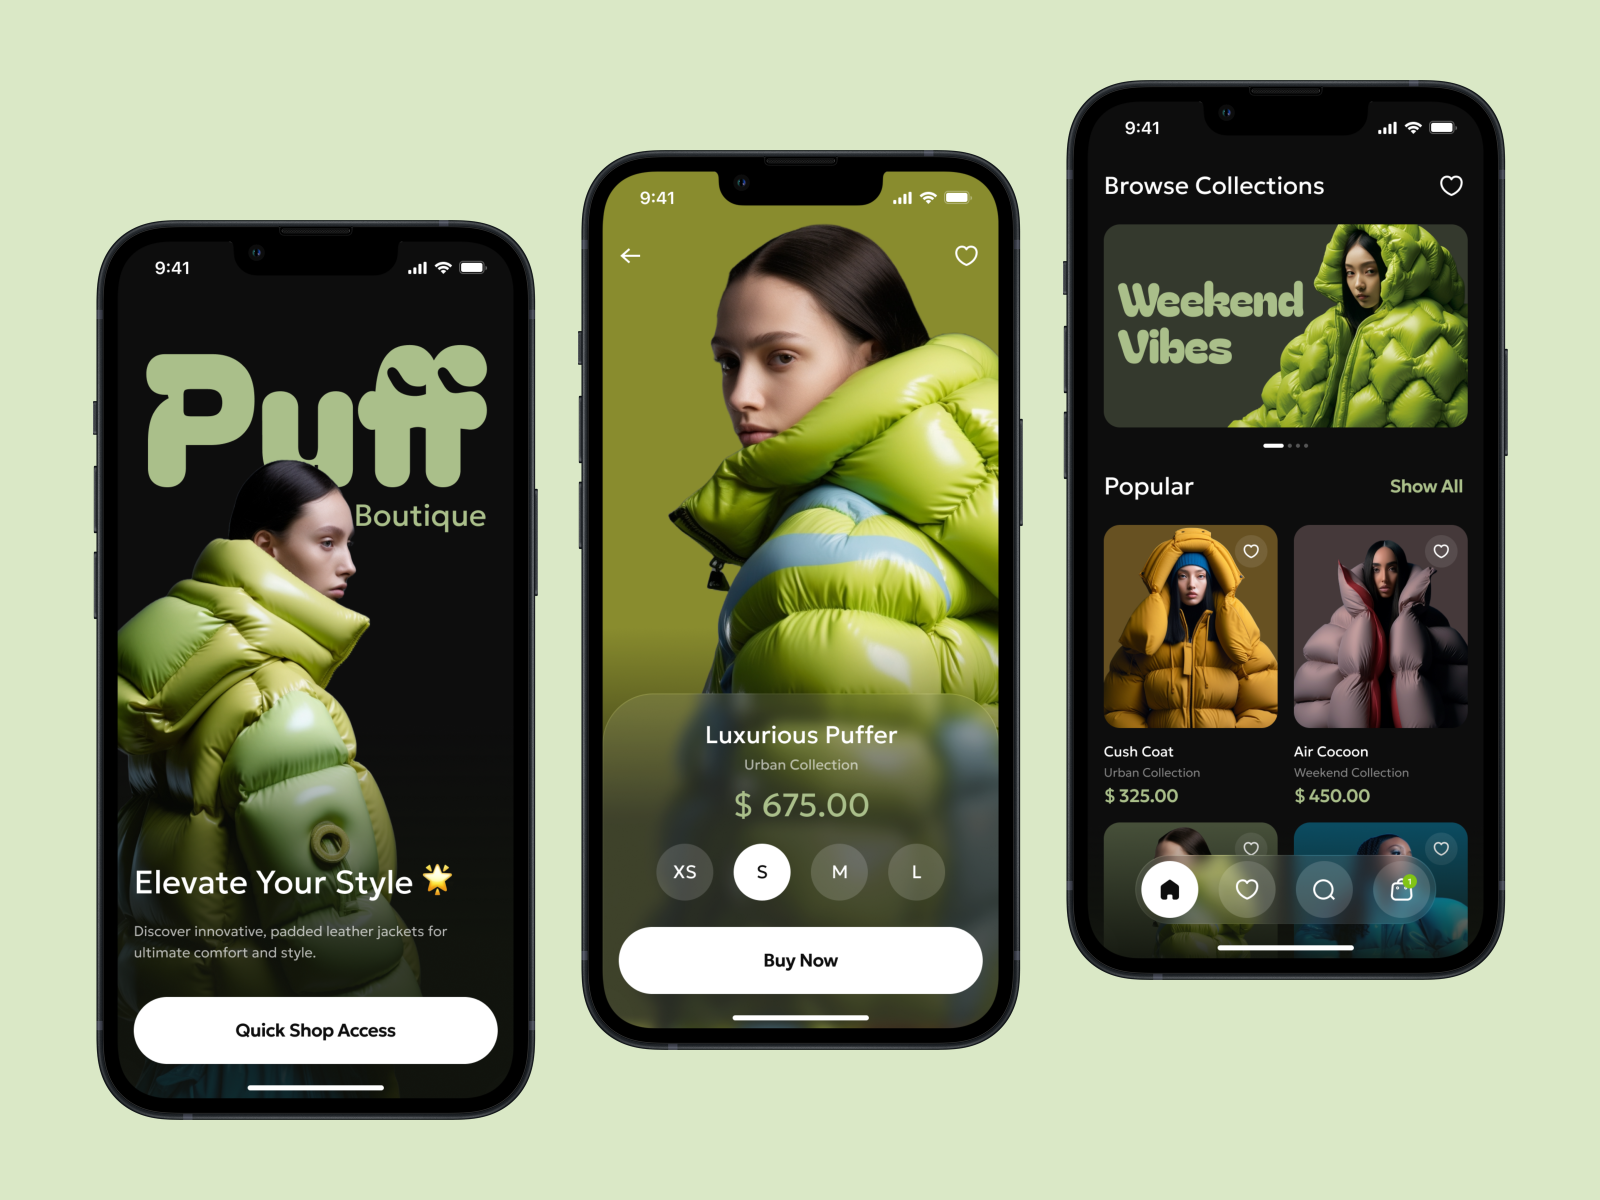 9:41
Puff
Boutique
Elevate Your Style
Discover innovative, padded leather jackets for
ultimate comfort and style.
Quick Shop Access
9:41
Luxurious Puffer
Urban Collection
$ 675.00
XS S M L
Buy Now
9:41
Browse Collections
Weekend
Vibes
Popular Show All
Cush Coat
Urban Collection
$ 325.00
Air Cocoon
Weekend Collection
$ 450.00
1